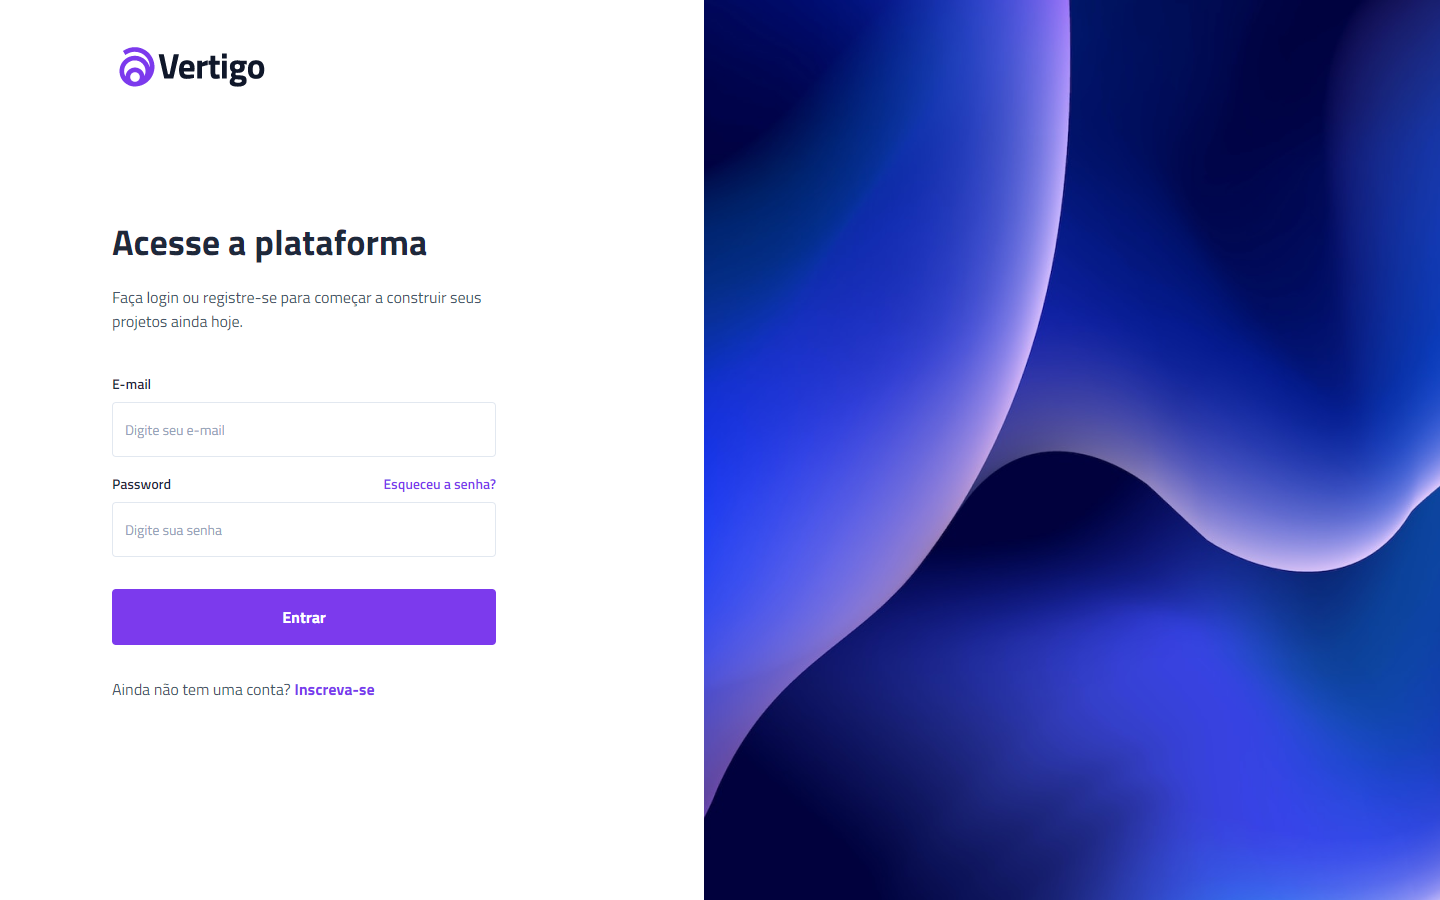 Vertigo
Acesse a plataforma
Faça login ou registre-se para começar a construir seus
projetos ainda hoje.
E-mail
Digite seu e-mail
Password Esqueceu a senha?
Digite sua senha
Entrar
Ainda não tem uma conta? Inscreva-se